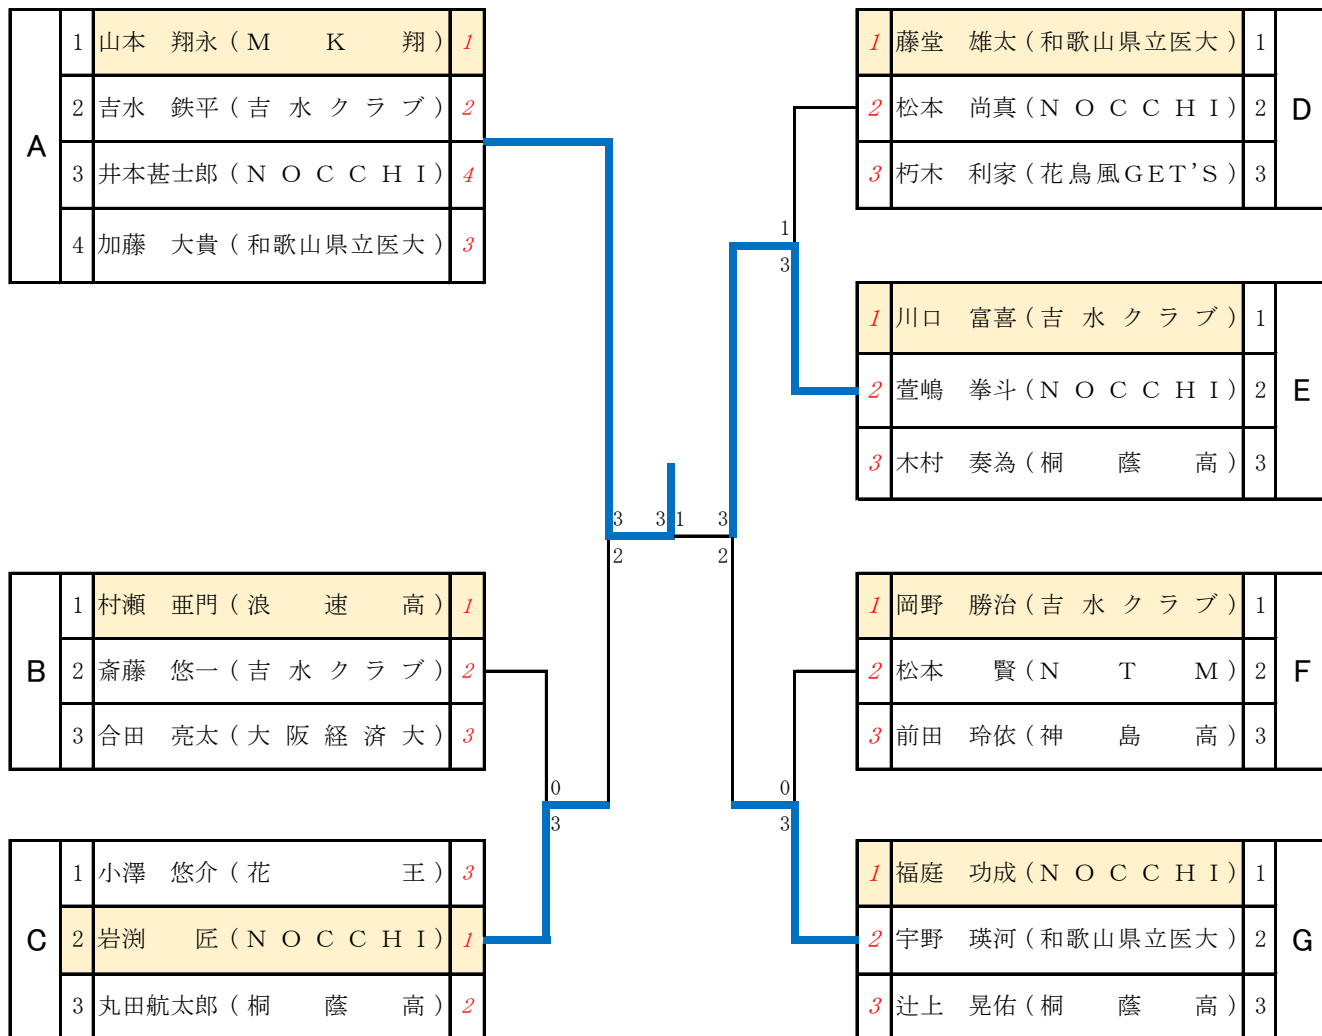 A
1 山本 翔永 (MK翔) 1
2 吉水 鉄平 (吉水クラブ) 2
3 井本甚士郎 (NOCCHI) 4
4 加藤 大貴 (和歌山県立医大) 3
B
1 村瀬 亜門 (浪速高) 1
2 斎藤 悠一 (吉水クラブ) 2
3 合田 亮太 (大阪経済大) 3
C
1 小澤 悠介 (花王) 3
2 岩渕 匠 (NOCCHI) 1
3 丸田航太郎 (桐蔭高) 2
0
3
3
2
3 1
3
2
1
3
0
3
1 藤堂 雄太 (和歌山県立医大) 1
2 松本 尚真 (NOCCHI) 2
3 朽木 利家 (花鳥風GET'S) 3
D
1 川口 富喜 (吉水クラブ) 1
2 萱嶋 拳斗 (NOCCHI) 2
3 木村 奏為 (桐蔭高) 3
E
1 岡野 勝治 (吉水クラブ) 1
2 松本 賢 (NTM) 2
3 前田 玲依 (神島高) 3
F
1 福庭 功成 (NOCCHI) 1
2 宇野 瑛河 (和歌山県立医大) 2
3 辻上 晃佑 (桐蔭高) 3
G